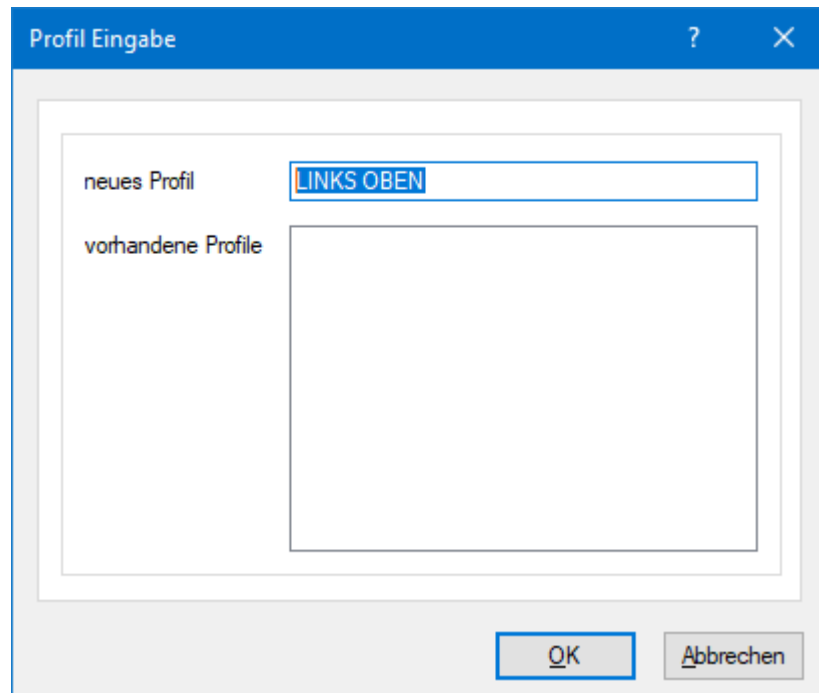 Profil Eingabe ?
neues Profil LINKS OBEN
vorhandene Profile
OK Abbrechen